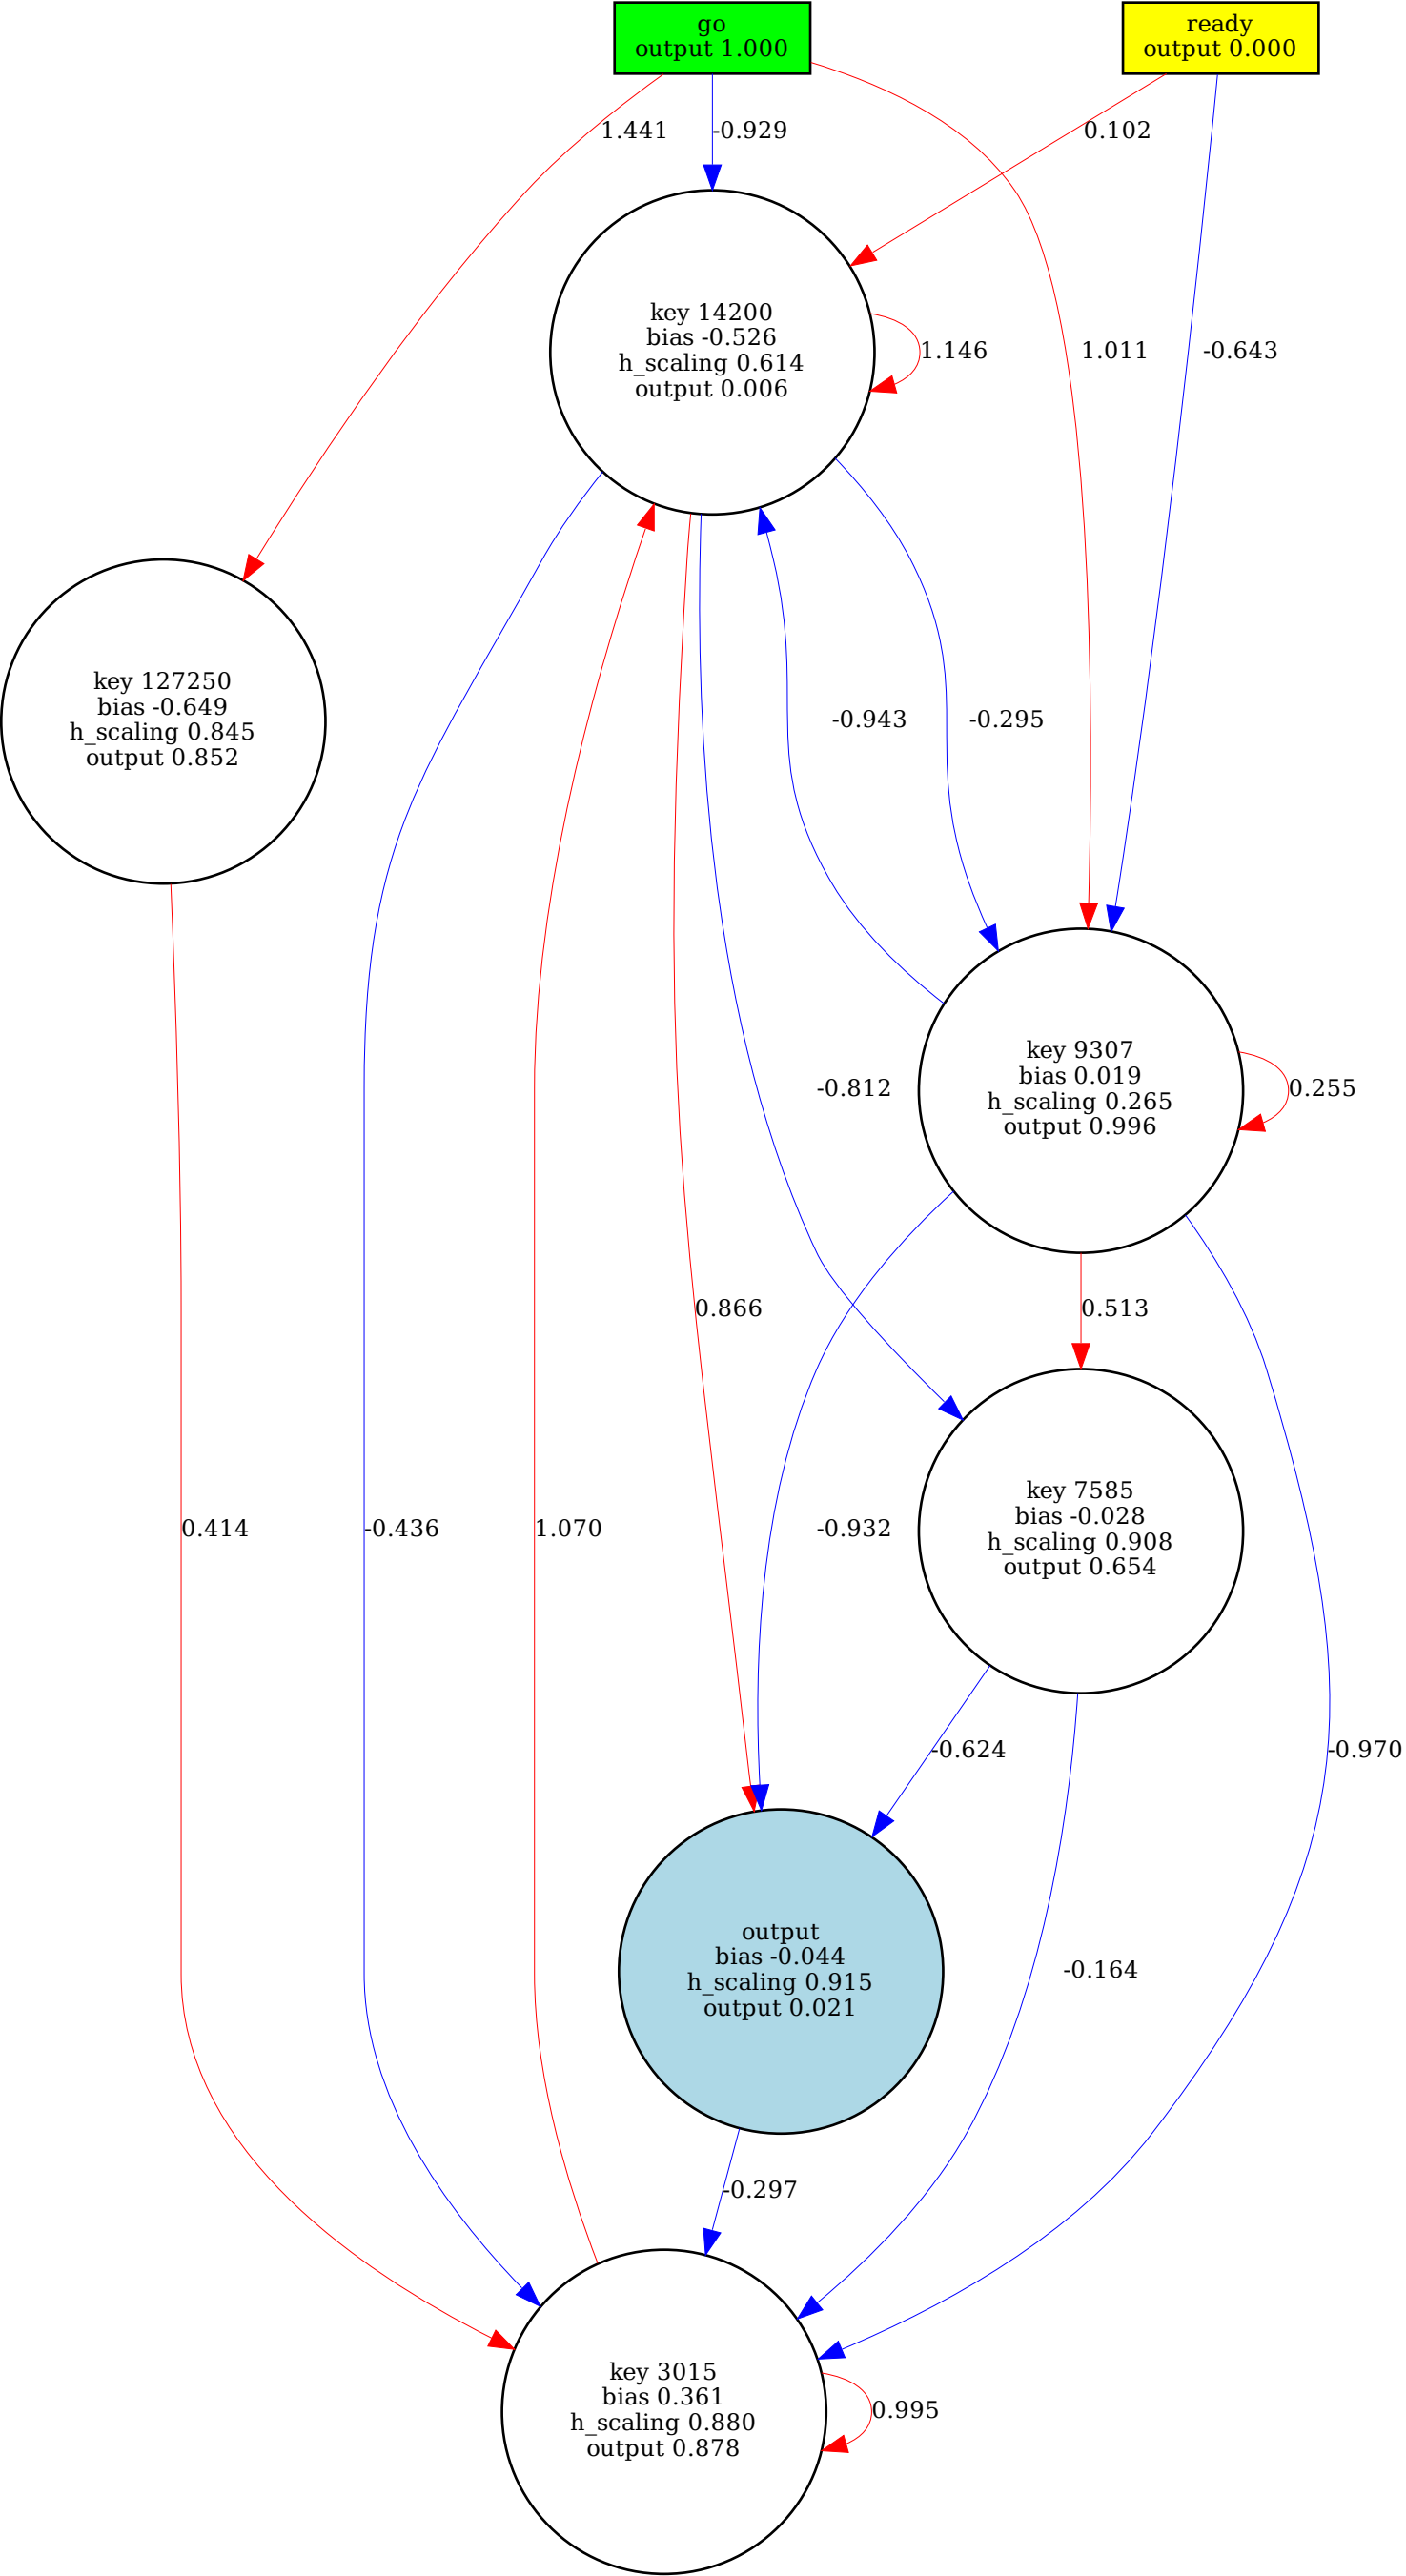 go
output 1.000
ready
output 0.000
1.441
-0.929
0.102
key 14200
bias -0.526
h_scaling 0.614
output 0.006
1.146
1.011
-0.643
key 127250
bias -0.649
h_scaling 0.845
output 0.852
-0.943
-0.295
key 9307
bias 0.019
h_scaling 0.265
output 0.996
-0.812
0.255
0.866
0.513
key 7585
bias -0.028
h_scaling 0.908
output 0.654
0.414
-0.436
1.070
-0.932
-0.624
-0.970
output
bias -0.044
h_scaling 0.915
output 0.021
-0.164
-0.297
key 3015
bias 0.361
h_scaling 0.880
output 0.878
0.995